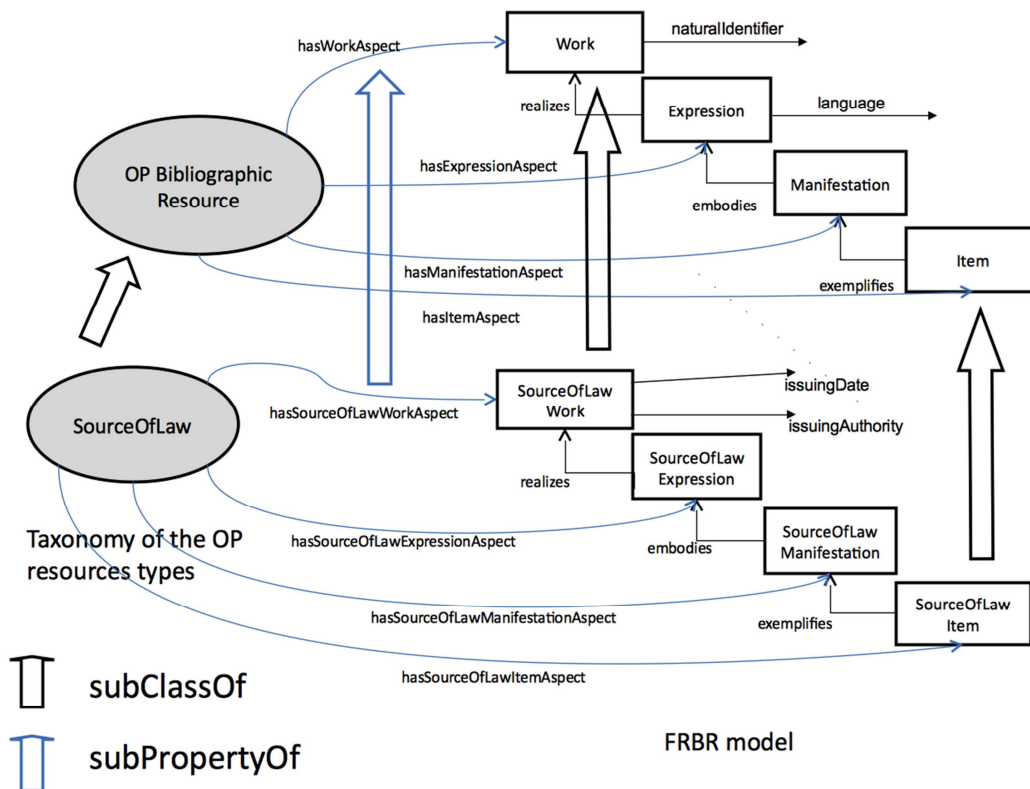 hasWorkAspect
Work
naturalIdentifier
realizes
Expression
language
OP Bibliographic
Resource
hasExpressionAspect
Manifestation
embodies
hasManifestationAspect
Item
exemplifies
hasItemAspect
SourceOfLaw
hasSourceOfLawWorkAspect
SourceOfLaw
Work
issuingDate
issuingAuthority
realizes
SourceOfLaw
Expression
Taxonomy of the OP
resources types
hasSourceOfLawExpressionAspect
embodies
SourceOfLaw
Manifestation
hasSourceOfLawManifestationAspect
exemplifies
SourceOfLaw
Item
hasSourceOfLawItemAspect
subClassOf
subPropertyOf
FRBR model